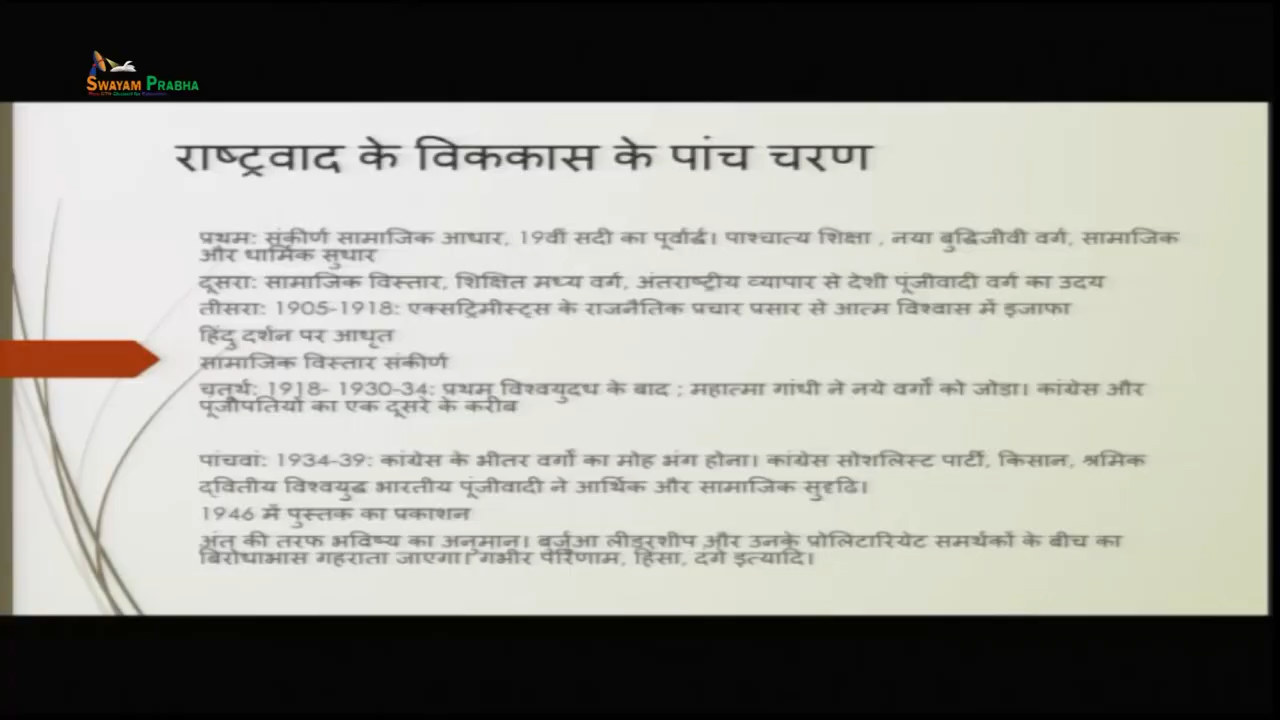 SWAYAM PRABHA
राष्ट्रवाद के विककास के पांच चरण
प्रथम: संकीर्ण सामाजिक आधार, 19वीं सदी का पूर्वार्द्ध। पाश्चात्य शिक्षा , नया बुद्धिजीवी वर्ग, सामाजिक
और धार्मिक सुधार
दूसरा: सामाजिक विस्तार, शिक्षित मध्य वर्ग, अंतराष्ट्रीय व्यापार से देशी पूंजीवादी वर्ग का उदय
तीसरा: 1905-1918: एक्सट्रिमीस्ट्स के राजनैतिक प्रचार प्रसार से आत्म विश्वास में इजाफा
हिंदु दर्शन पर आधृत
सामाजिक विस्तार संकीर्ण
चतुर्थ: 1918- 1930-34: प्रथम विश्वयुदध के बाद ; महात्मा गांधी ने नये वर्गों को जोड़ा। कांग्रेस और
पूंजीपतियों का एक दूसरे के करीब
पांचवां: 1934-39: कांग्रेस के भीतर वर्गों का मोह भंग होना। कांग्रेस सोशलिस्ट पार्टी, किसान, श्रमिक
द्वितीय विश्वयुद्ध भारतीय पूंजीवादी ने आर्थिक और सामाजिक सुदृढि।
1946 में पुस्तक का प्रकाशन
अंत की तरफ भविष्य का अनुमान। बुर्जुआ लीडरशीप और उनके प्रोलिटारियेट समर्थकों के बीच का
बिरोधाभास गहराता जाएगा। गंभीर परिणाम, हिंसा, दंगे इत्यादि।